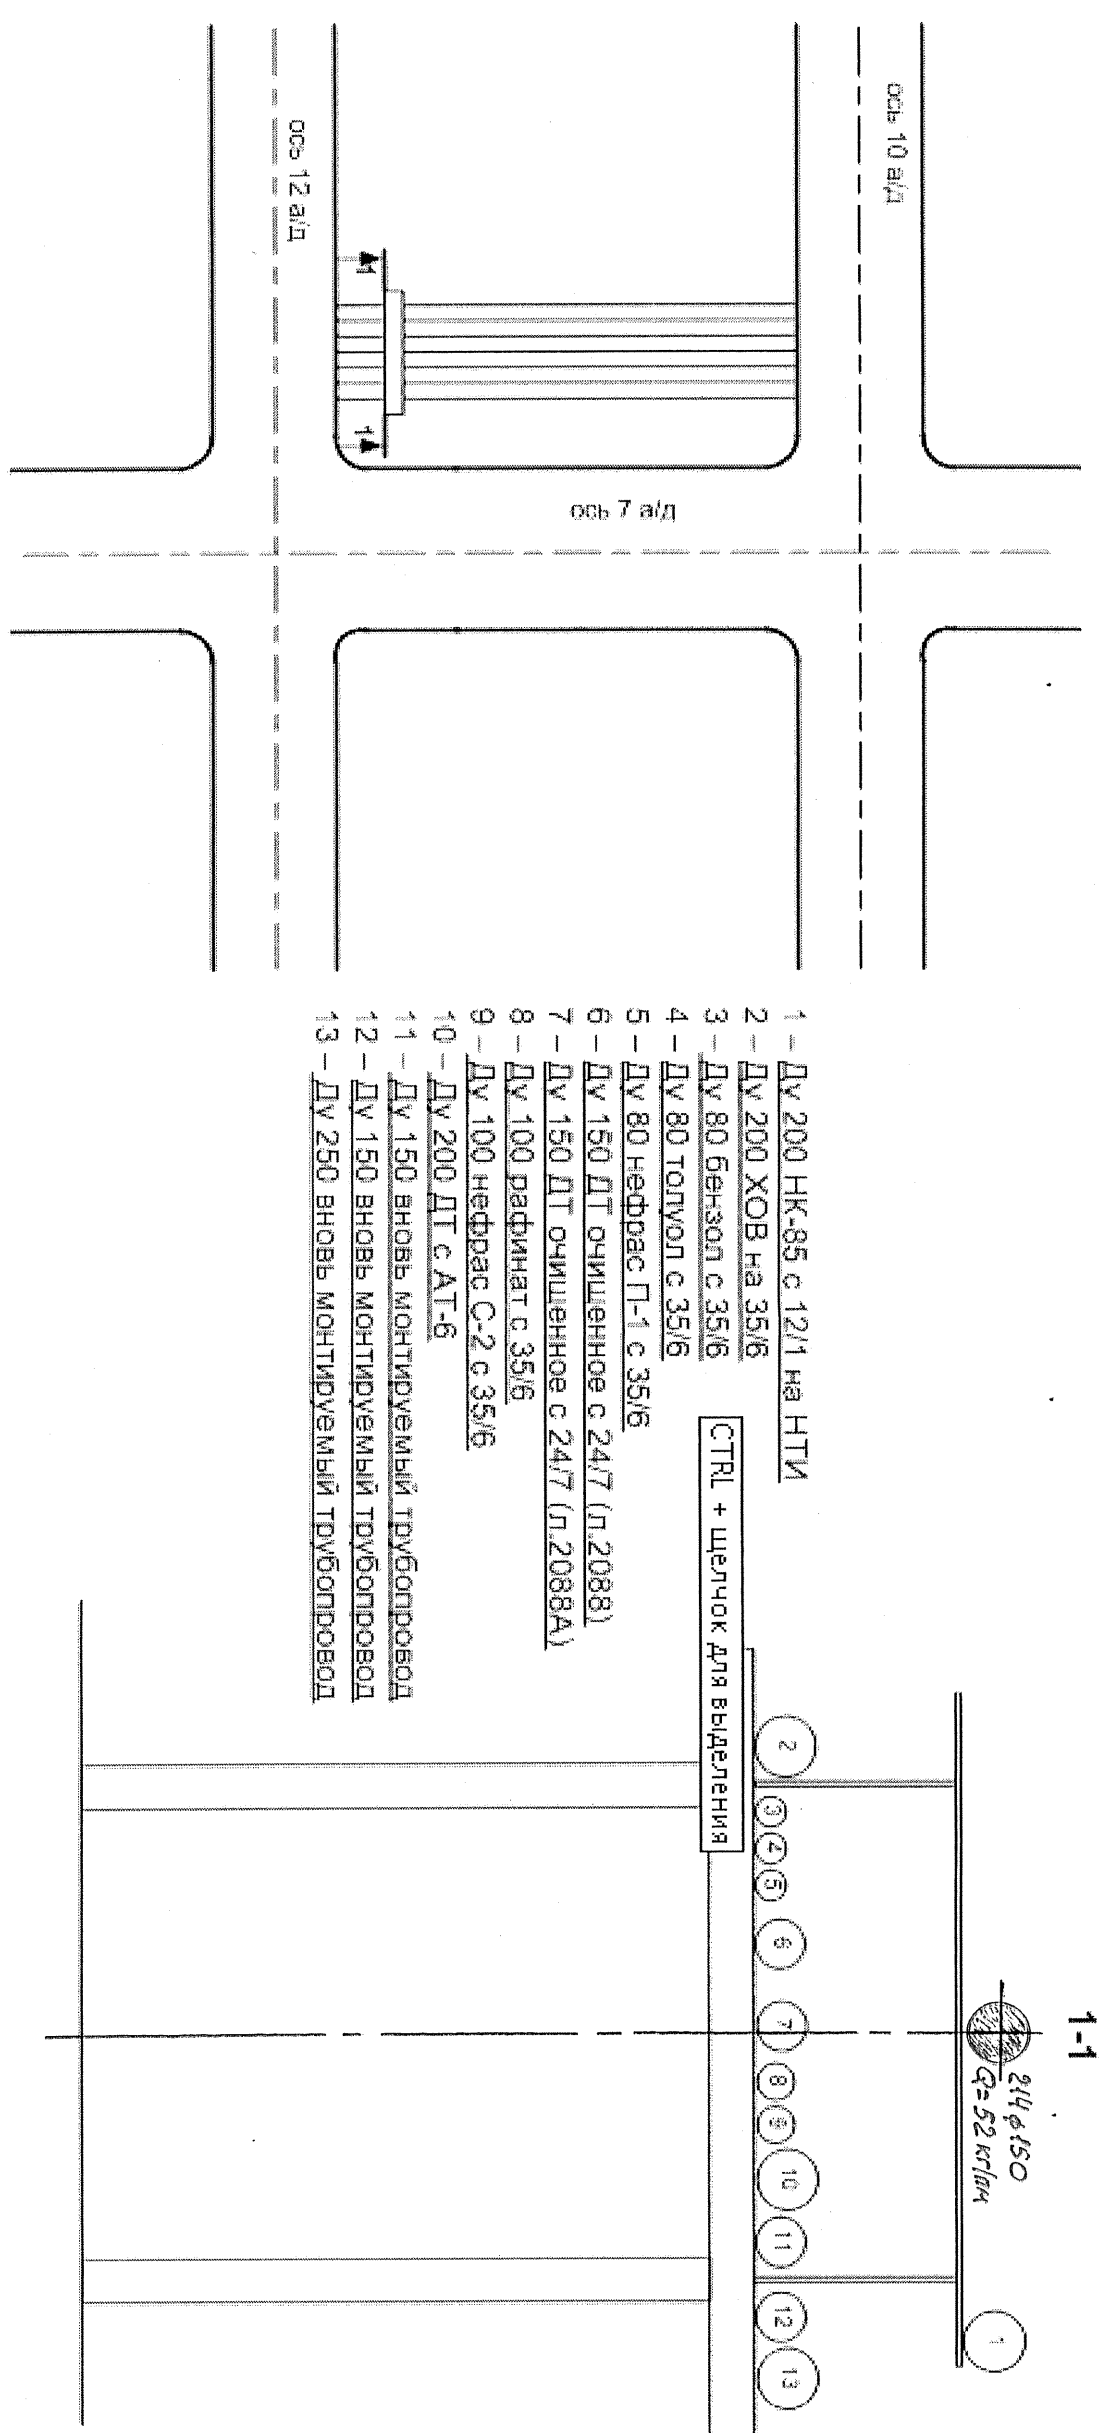 ось 10 а/д
ось 12 а/д
1
1
ось 7 а/д
1 – Ду 200 НК-85 с 12/1 на НТИ
2 – Ду 200 ХОВ на 35/6
3 – Ду 80 бензол с 35/6
4 – Ду 80 толуол с 35/6
5 – Ду 80 нефрас П-1 с 35/6
6 – Ду 150 ДТ очищенное с 24/7 (л.2088)
7 – Ду 150 ДТ очищенное с 24/7 (л.2088А)
8 – Ду 100 рафинат с 35/6
9 – Ду 100 нефрас С-2 с 35/6
10 – Ду 200 ДТ с АТ-6
11 – Ду 150 вновь монтируемый трубопровод
12 – Ду 150 вновь монтируемый трубопровод
13 – Ду 250 вновь монтируемый трубопровод
CTRL + щелчок для выделения
1-1
Q=52 кг/пм
1
2
3
4
5
6
7
8
9
10
11
12
13